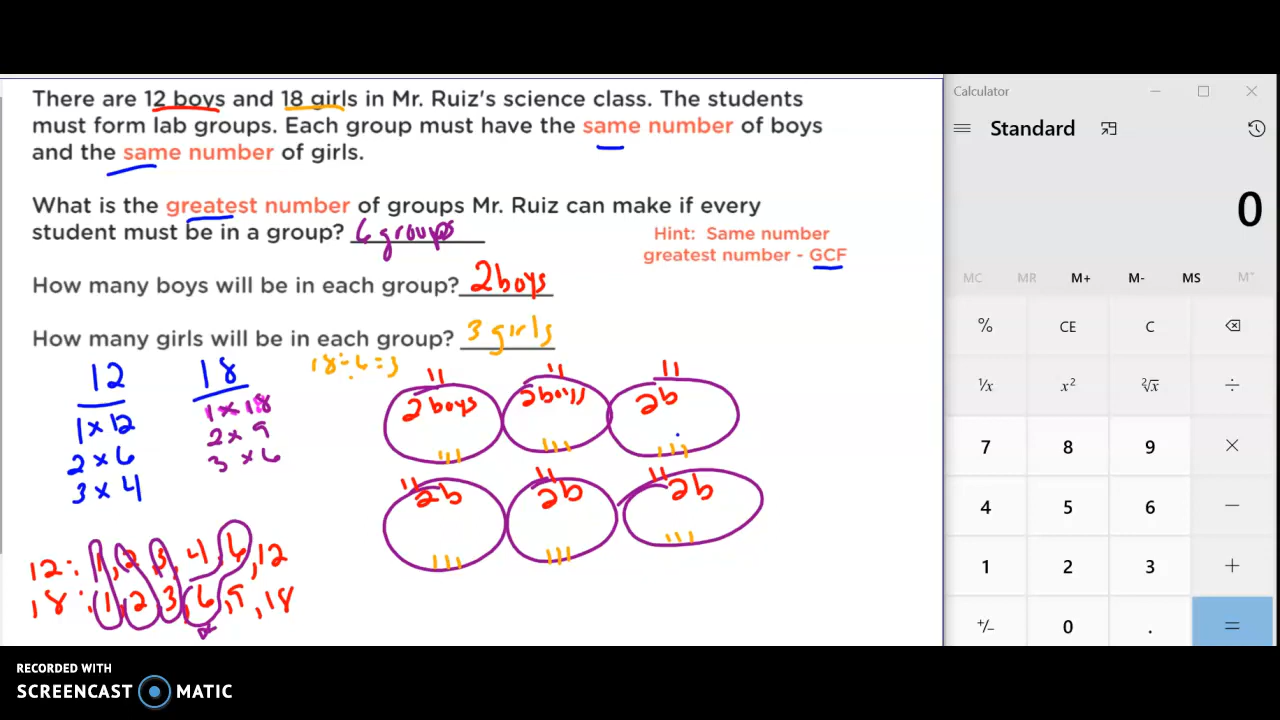 There are 12 boys and 18 girls in Mr. Ruiz's science class. The students
must form lab groups. Each group must have the same number of boys
and the same number of girls.
What is the greatest number of groups Mr. Ruiz can make if every
student must be in a group? 6 groups
Hint: Same number
greatest number - GCF
How many boys will be in each group? 2 boys
How many girls will be in each group? 3 girls
18 ÷ 6 = 3
12
1 x 12
2 x 6
3 x 4
18
1 x 18
2 x 9
3 x 6
2 boys 2 boys 2b
2b 2b 2b
12: 1, 2, 3, 4, 6, 12
18: 1, 2, 3, 6, 9, 18
Calculator
Standard
0
MC MR M+ M- MS M˅
% CE C
1/x x² ²√x ÷
7 8 9 ×
4 5 6 −
1 2 3 +
+/- 0 . =
RECORDED WITH
SCREENCAST MATIC